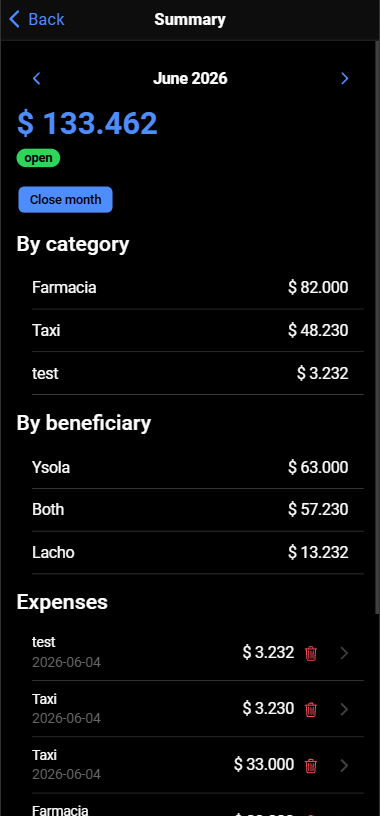 Back Summary
June 2026
$ 133.462
open
Close month
By category
Farmacia $ 82.000
Taxi $ 48.230
test $ 3.232
By beneficiary
Ysola $ 63.000
Both $ 57.230
Lacho $ 13.232
Expenses
test
2026-06-04 $ 3.232
Taxi
2026-06-04 $ 3.230
Taxi
2026-06-04 $ 33.000
Farmacia